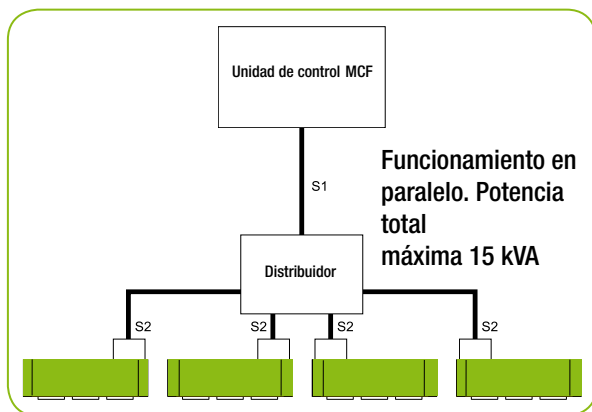 Unidad de control MCF
S1
Funcionamiento en
paralelo. Potencia
total
máxima 15 kVA
Distribuidor
S2
S2
S2
S2